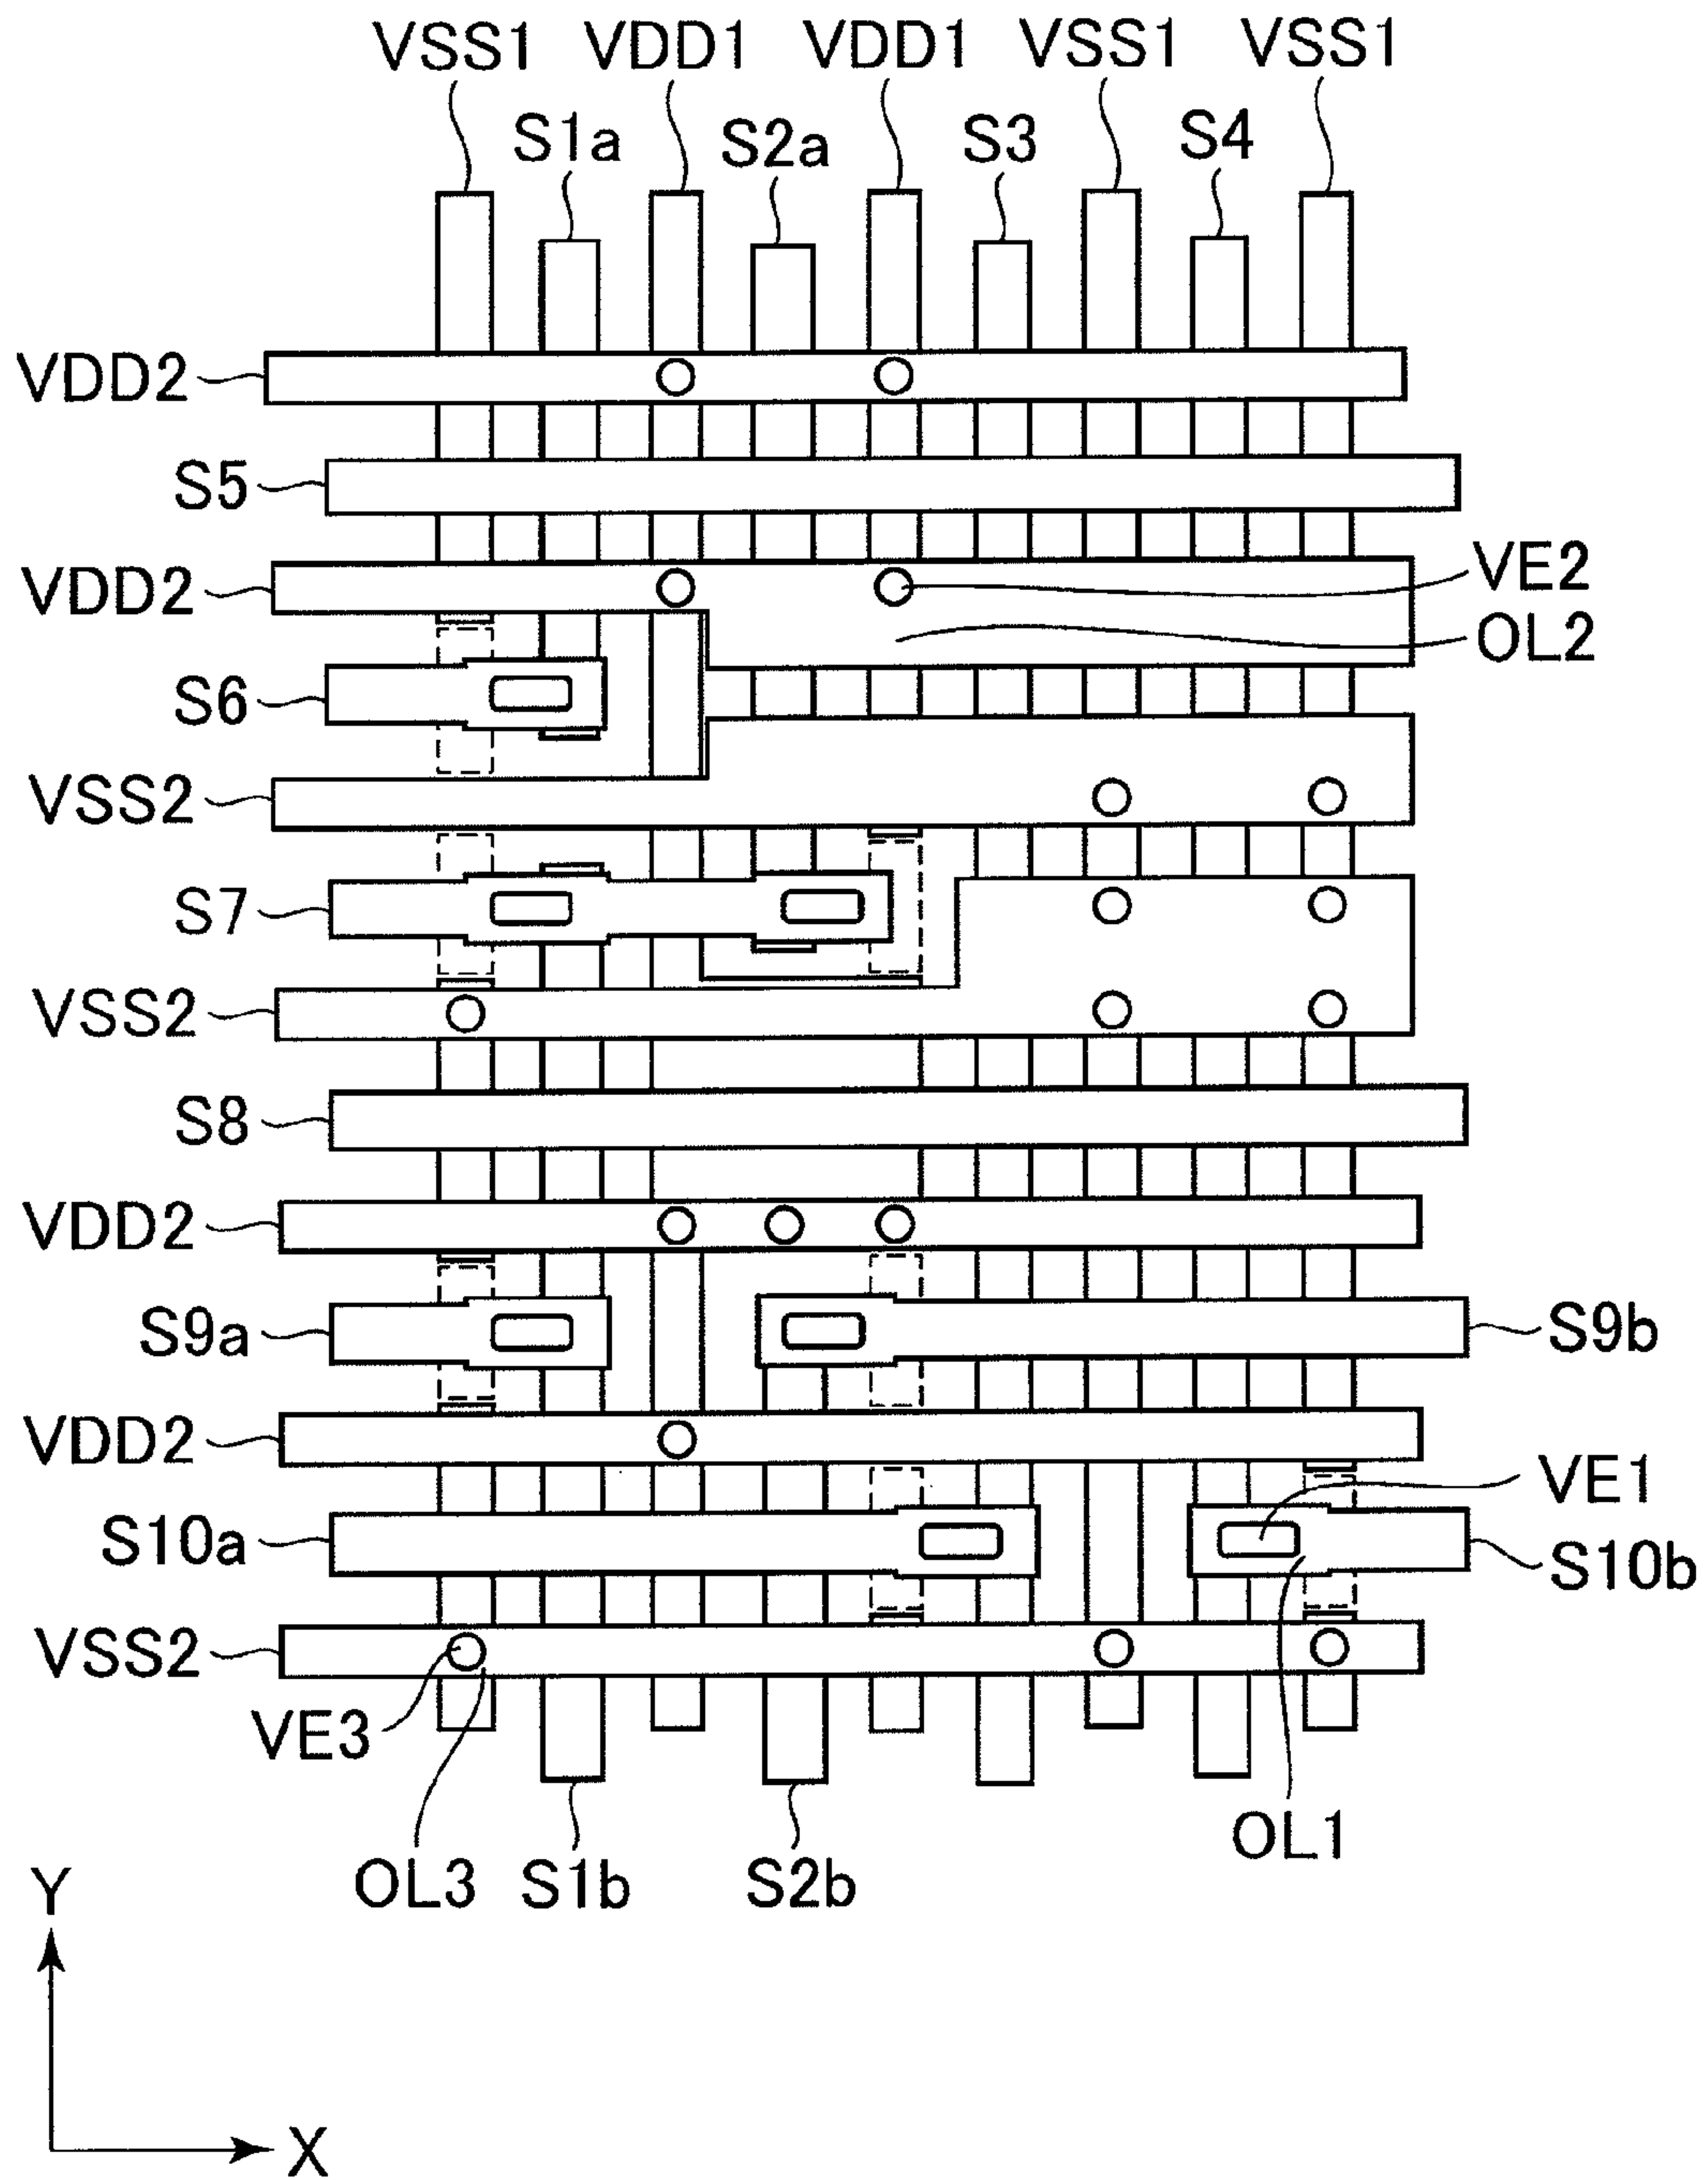 VSS1 VDD1 VDD1 VSS1 VSS1
S1a S2a S3 S4
VDD2
S5
VDD2 VE2
OL2
S6
VSS2
S7
VSS2
S8
VDD2
S9a S9b
VDD2
VE1
S10a S10b
VSS2
VE3
OL1
OL3 S1b S2b
Y
X